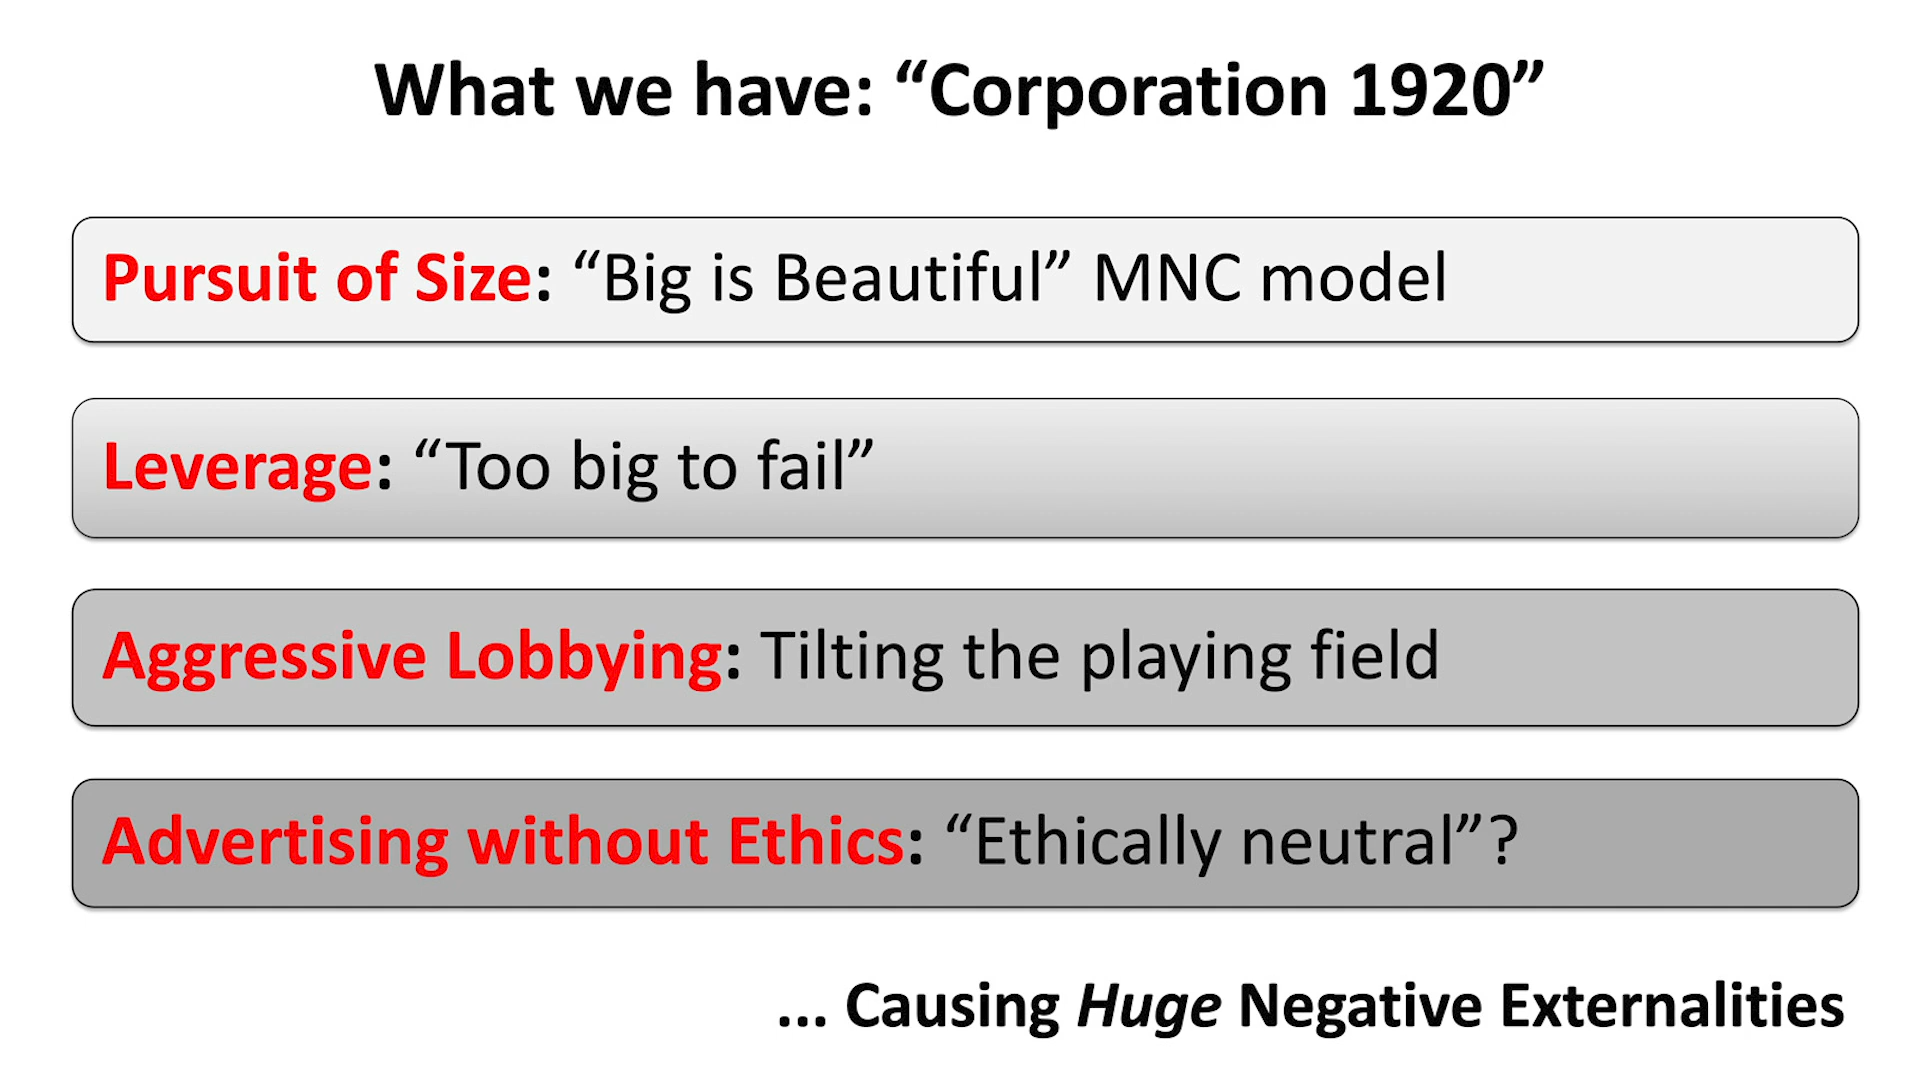 What we have: “Corporation 1920”
Pursuit of Size: “Big is Beautiful” MNC model
Leverage: “Too big to fail”
Aggressive Lobbying: Tilting the playing field
Advertising without Ethics: “Ethically neutral”?
... Causing Huge Negative Externalities